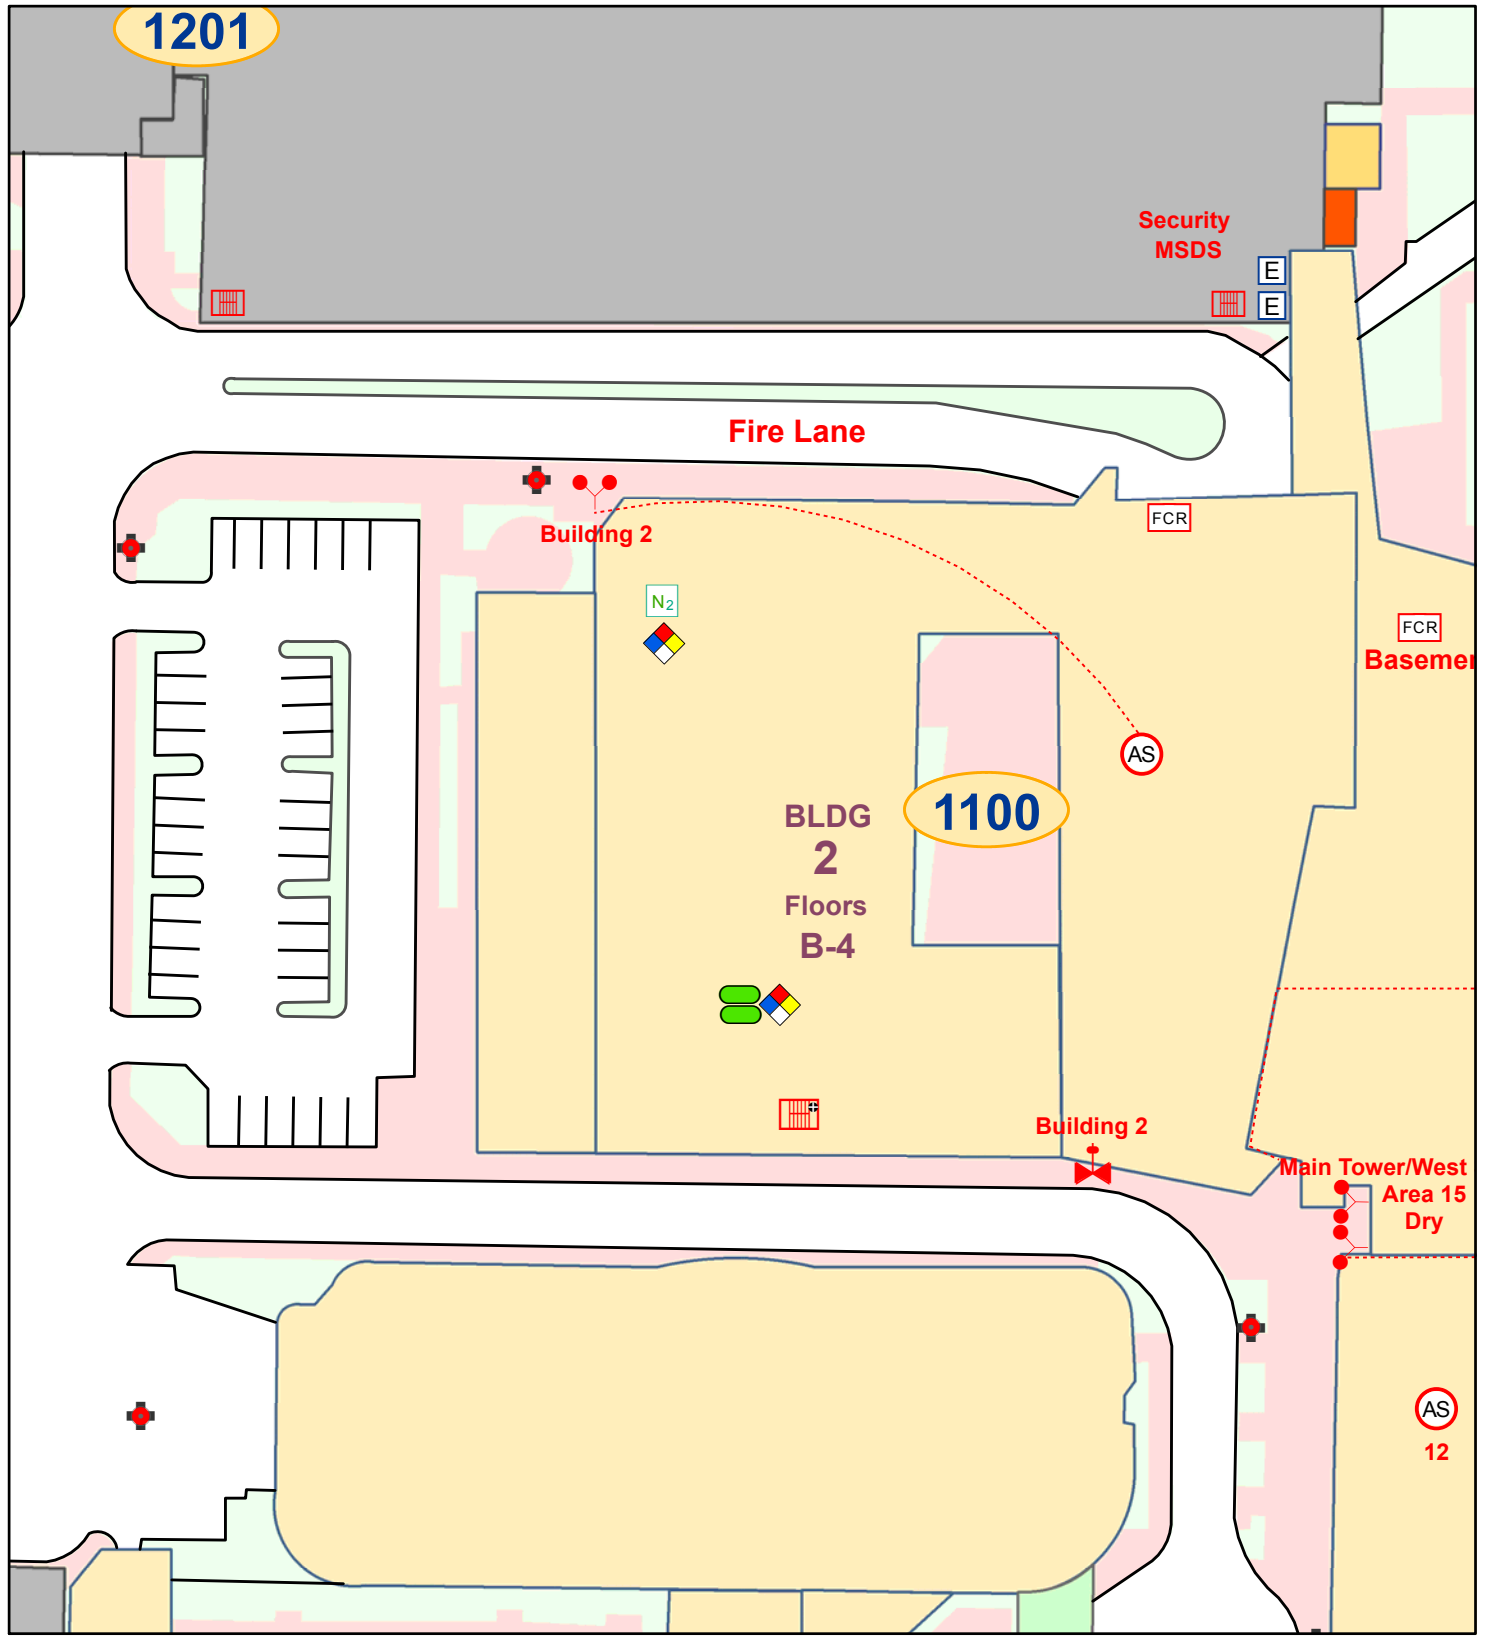 1201
Security
MSDS
E
E
Fire Lane
FCR
Building 2
N2
FCR
Basemen
AS
1100
BLDG
2
Floors
B-4
Building 2
Main Tower/West
Area 15
Dry
AS
12